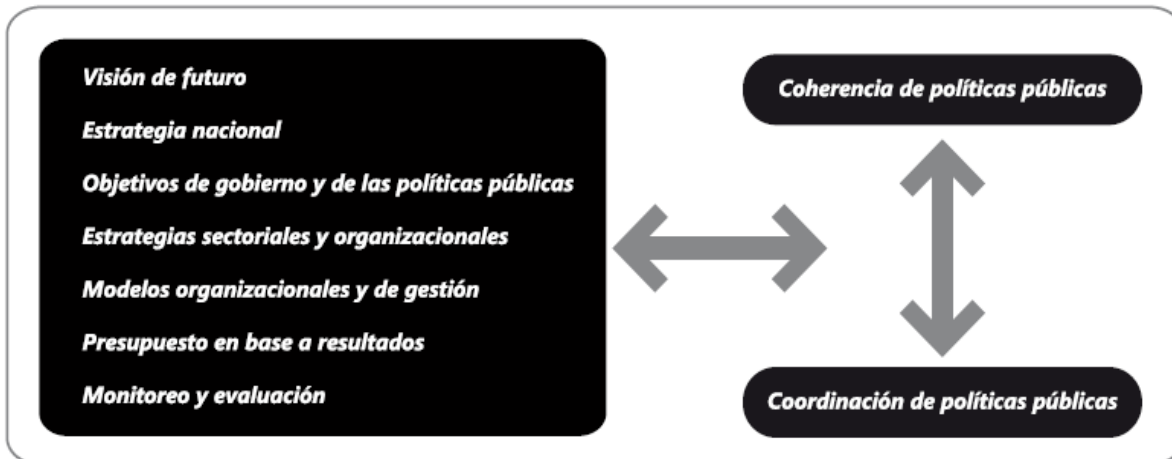 Visión de futuro
Estrategia nacional
Objetivos de gobierno y de las políticas públicas
Estrategias sectoriales y organizacionales
Modelos organizacionales y de gestión
Presupuesto en base a resultados
Monitoreo y evaluación
Coherencia de políticas públicas
Coordinación de políticas públicas